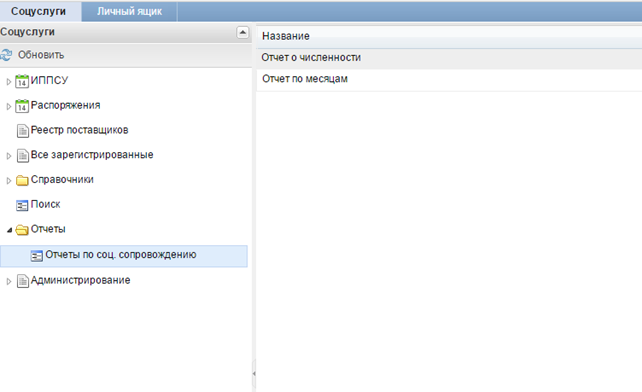 Соцуслуги Личный ящик
Соцуслуги
Обновить
ИППСУ
Распоряжения
Реестр поставщиков
Все зарегистрированные
Справочники
Поиск
Отчеты
Отчеты по соц. сопровождению
Администрирование
Название
Отчет о численности
Отчет по месяцам